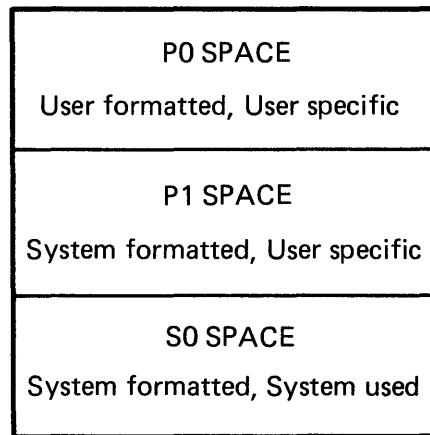 P0 SPACE
User formatted, User specific
P1 SPACE
System formatted, User specific
S0 SPACE
System formatted, System used